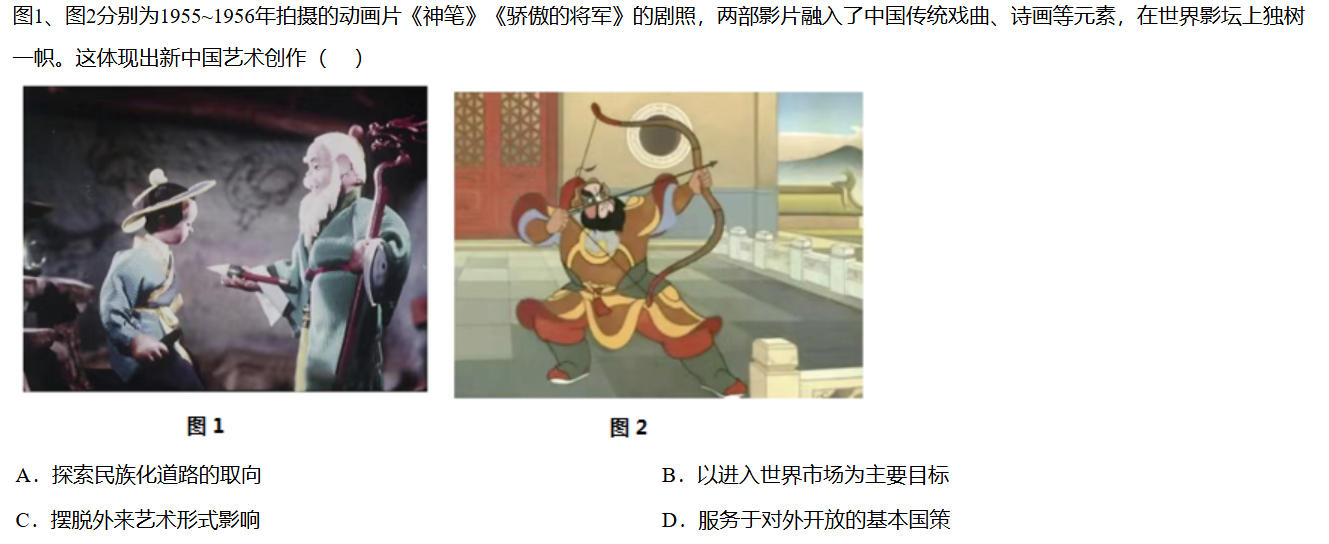 图1、图2分别为1955~1956年拍摄的动画片《神笔》《骄傲的将军》的剧照，两部影片融入了中国传统戏曲、诗画等元素，在世界影坛上独树
一帜。这体现出新中国艺术创作（    ）
图 1
图 2
A．探索民族化道路的取向
B．以进入世界市场为主要目标
C．摆脱外来艺术形式影响
D．服务于对外开放的基本国策